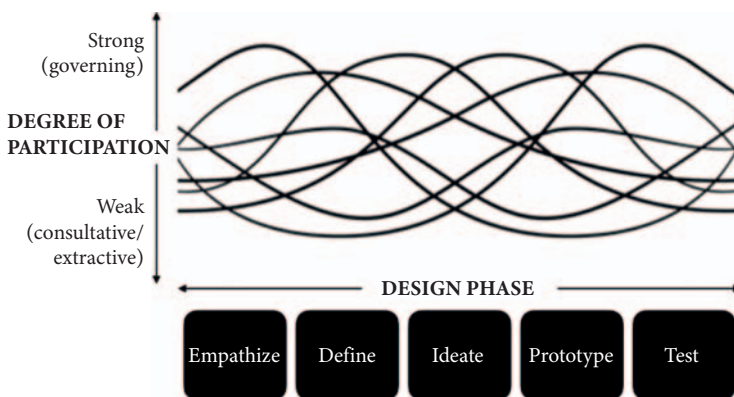 Strong
(governing)
DEGREE OF
PARTICIPATION
Weak
(consultative/
extractive)
DESIGN PHASE
Empathize
Define
Ideate
Prototype
Test